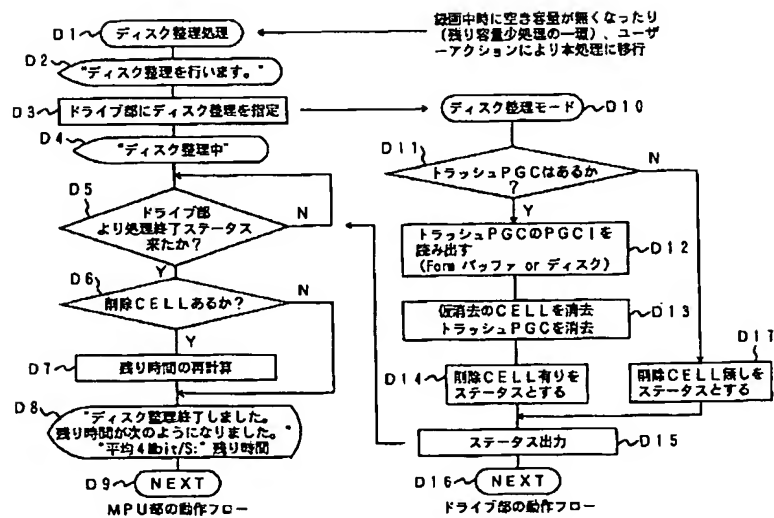 D1
ディスク整理処理
録画中時に空き容量が無くなったり
(残り容量少処理の一環)、ユーザ
ーアクションにより本処理に移行
D2
"ディスク整理を行います。"
D3
ドライブ部にディスク整理を指定
D4
"ディスク整理中"
D5
ドライブ部
より処理終了ステータス
来たか?
N
Y
D6
削除CELLあるか?
N
Y
D7
残り時間の再計算
D8
"ディスク整理終了しました。
残り時間が次のようになりました。"
"平均4Mbit/S:"残り時間
D9
NEXT
MPU部の動作フロー
ディスク整理モード
D10
D11
トラッシュPGCはあるか
?
N
Y
トラッシュPGCのPGCIを
読み出す
(Form バッファ or ディスク)
D12
仮消去のCELLを消去
トラッシュPGCを消去
D13
D14
削除CELL有りを
ステータスとする
D17
削除CELL無しを
ステータスとする
ステータス出力
D15
D16
NEXT
ドライブ部の動作フロー